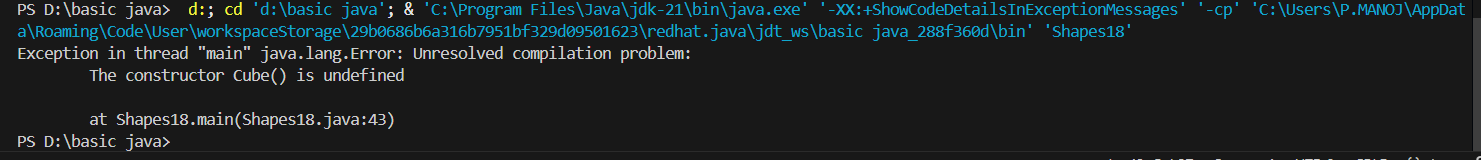 PS D:\basic java>  d:; cd 'd:\basic java'; & 'C:\Program Files\Java\jdk-21\bin\java.exe' '-XX:+ShowCodeDetailsInExceptionMessages' '-cp' 'C:\Users\P.MANOJ\AppDat
a\Roaming\Code\User\workspaceStorage\29b0686b6a316b7951bf329d09501623\redhat.java\jdt_ws\basic java_288f360d\bin' 'Shapes18'
Exception in thread "main" java.lang.Error: Unresolved compilation problem:
        The constructor Cube() is undefined
        at Shapes18.main(Shapes18.java:43)
PS D:\basic java>